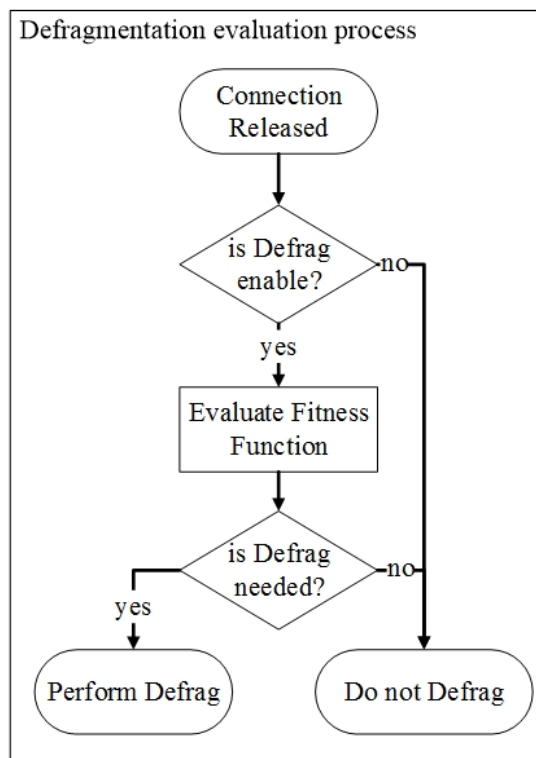 Defragmentation evaluation process
Connection
Released
is Defrag
enable?
no
yes
Evaluate Fitness
Function
is Defrag
needed?
no
yes
Perform Defrag
Do not Defrag